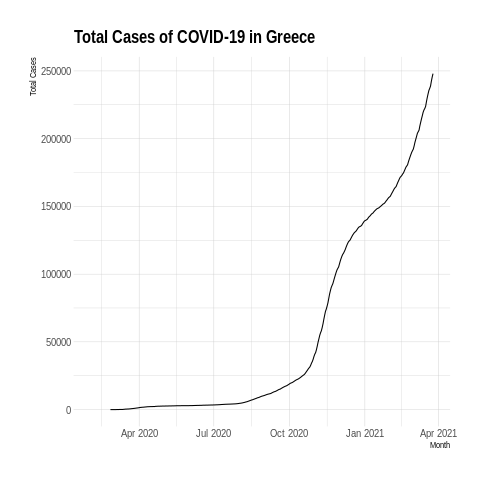 Total Cases of COVID-19 in Greece
Total Cases
250000
200000
150000
100000
50000
0
Apr 2020 Jul 2020 Oct 2020 Jan 2021 Apr 2021
Month